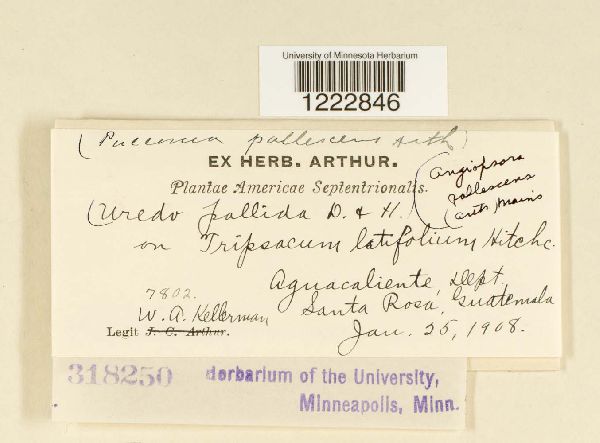 University of Minnesota Herbarium
1222846
(Puccinia pallescens Arth)
EX HERB. ARTHUR.
Plantae Americae Septentrionalis.
(Angiopsora
pallescens
(Arth) Mains
(Uredo pallida D. & H.)
on Tripsacum latifolium Hitchc.
Aguacaliente, Dept.
7802.
Santa Rosa, Guatemala
W. A. Kellerman
Legit J. C. Arthur.
Jan. 25, 1908.
318250 Herbarium of the University,
Minneapolis, Minn.